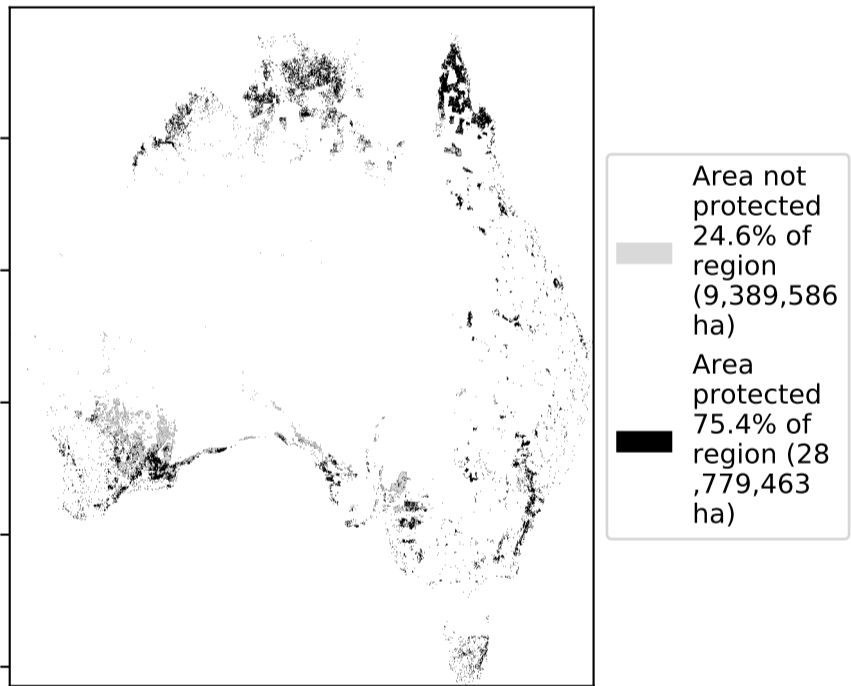 Area not
protected
24.6% of
region
(9,389,586
ha)
Area
protected
75.4% of
region (28
,779,463
ha)